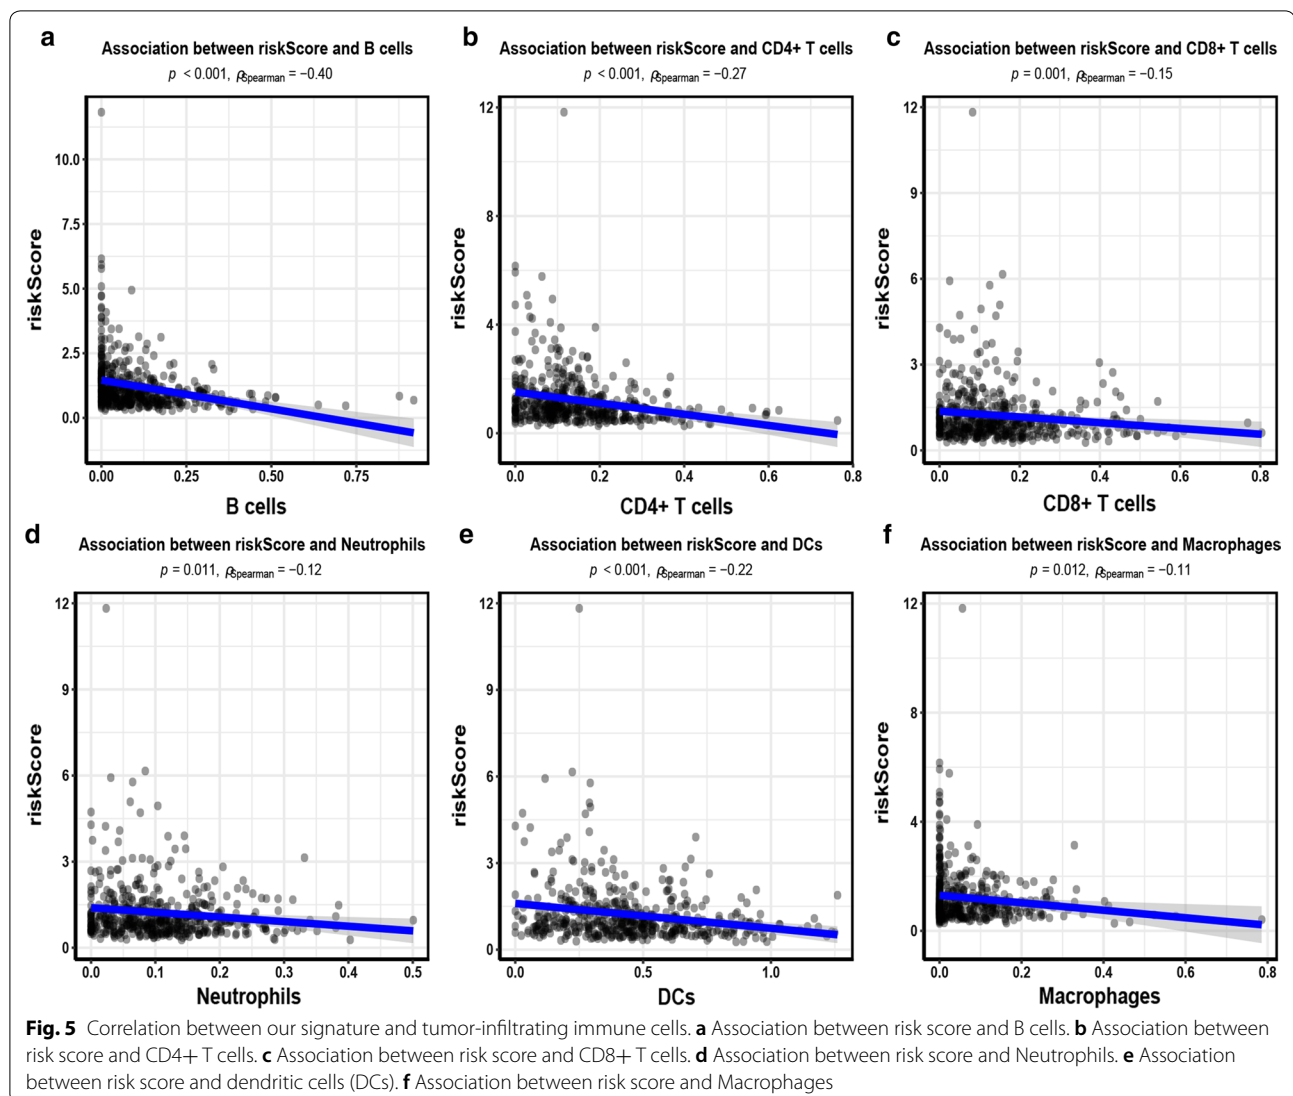 a
Association between riskScore and B cells
p < 0.001, ρSpearman = −0.40
10.0
7.5
5.0
2.5
0.0
riskScore
0.00 0.25 0.50 0.75
B cells
b
Association between riskScore and CD4+ T cells
p < 0.001, ρSpearman = −0.27
12
8
4
0
riskScore
0.0 0.2 0.4 0.6 0.8
CD4+ T cells
c
Association between riskScore and CD8+ T cells
p = 0.001, ρSpearman = −0.15
12
9
6
3
0
riskScore
0.0 0.2 0.4 0.6 0.8
CD8+ T cells
d
Association between riskScore and Neutrophils
p = 0.011, ρSpearman = −0.12
12
9
6
3
0
riskScore
0.0 0.1 0.2 0.3 0.4 0.5
Neutrophils
e
Association between riskScore and DCs
p < 0.001, ρSpearman = −0.22
12
9
6
3
0
riskScore
0.0 0.5 1.0
DCs
f
Association between riskScore and Macrophages
p = 0.012, ρSpearman = −0.11
12
8
4
0
riskScore
0.0 0.2 0.4 0.6 0.8
Macrophages
Fig. 5 Correlation between our signature and tumor-infiltrating immune cells. a Association between risk score and B cells. b Association between
risk score and CD4+ T cells. c Association between risk score and CD8+ T cells. d Association between risk score and Neutrophils. e Association
between risk score and dendritic cells (DCs). f Association between risk score and Macrophages